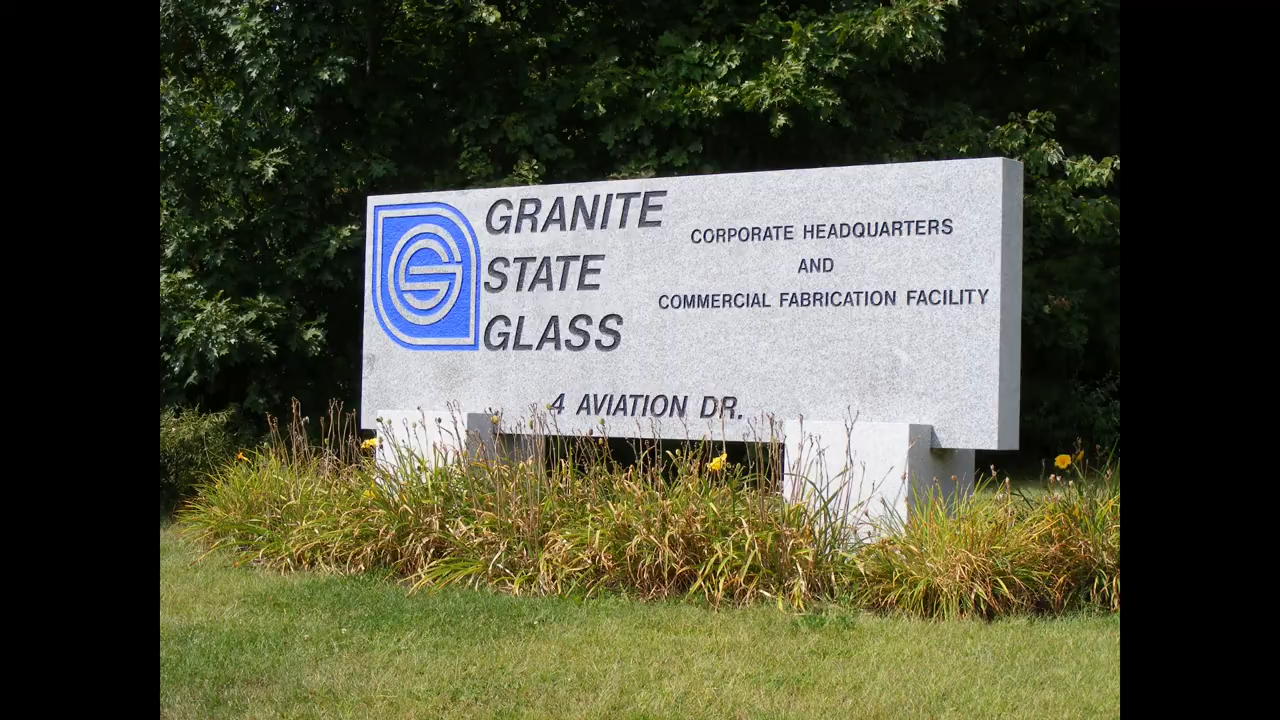 GRANITE
STATE
GLASS
CORPORATE HEADQUARTERS
AND
COMMERCIAL FABRICATION FACILITY
4 AVIATION DR.